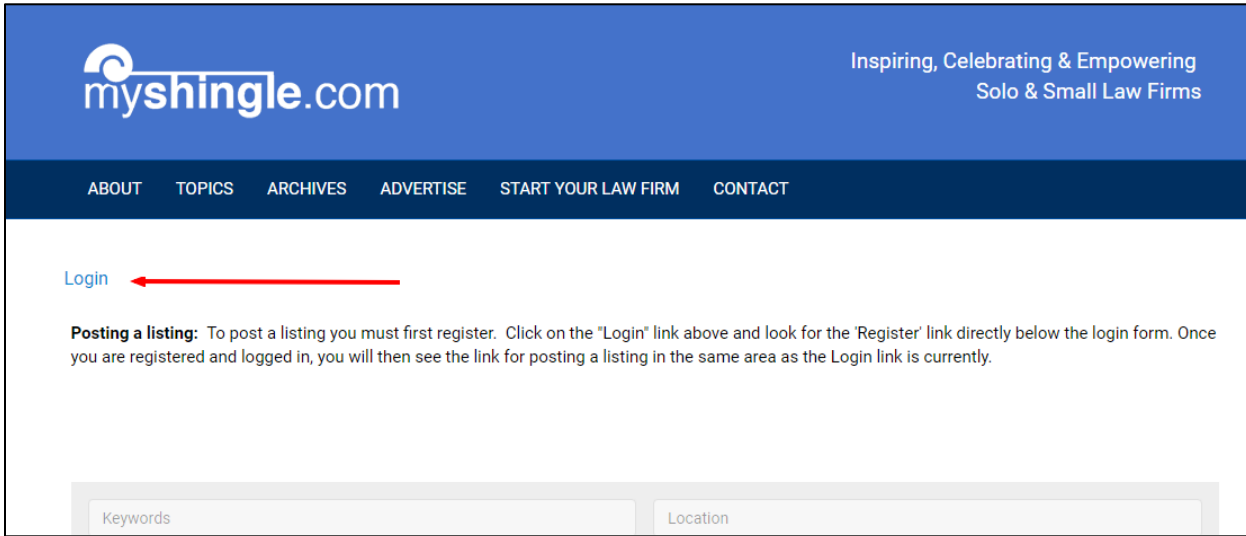 myshingle.com
Inspiring, Celebrating & Empowering
Solo & Small Law Firms
ABOUT TOPICS ARCHIVES ADVERTISE START YOUR LAW FIRM CONTACT
Login
Posting a listing: To post a listing you must first register. Click on the "Login" link above and look for the 'Register' link directly below the login form. Once
you are registered and logged in, you will then see the link for posting a listing in the same area as the Login link is currently.
Keywords Location